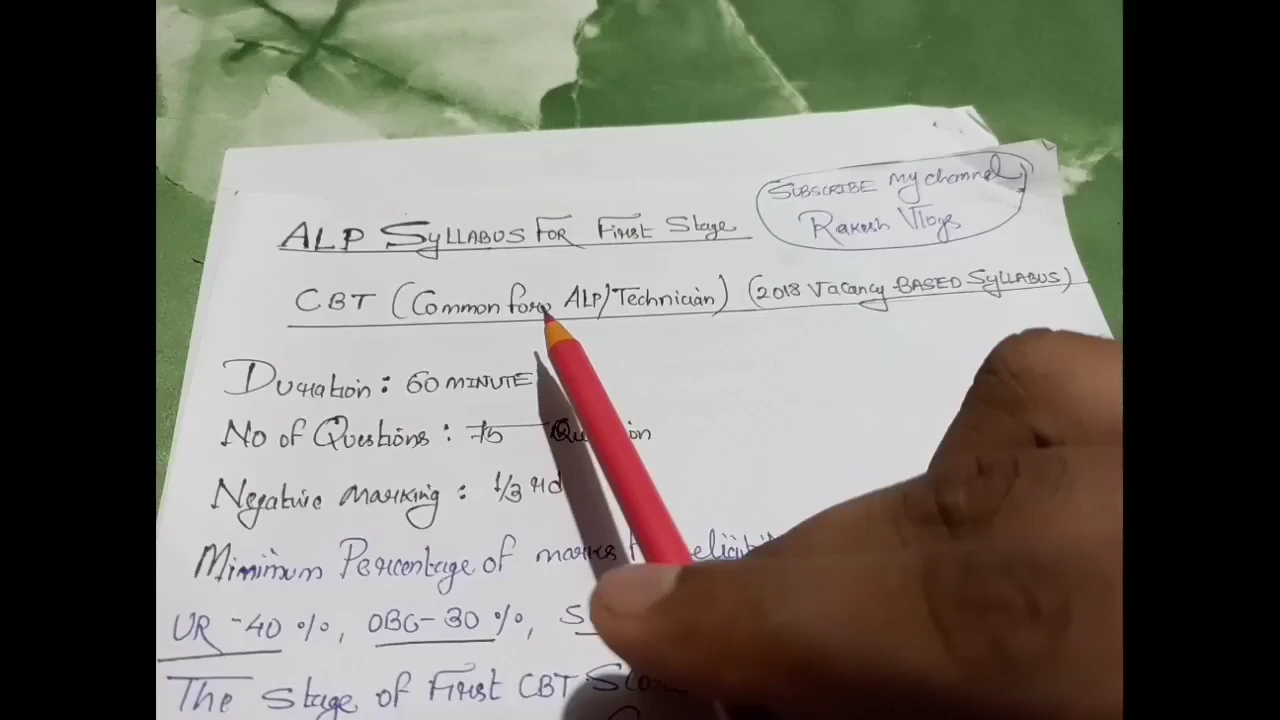 SUBSCRIBE My channel
Rakesh Vlogs
ALP SYLLABUS FOR First Stage
CBT (Common for ALP/Technician) (2018 Vacancy BASED SYLLABUS)
Duration : 60 MINUTE
No of Questions : 75
Negative Marking : 1/3 rd
Minimum Percentage of marks
UR -40 %, OBC- 30 %,
The Stage of First CBT